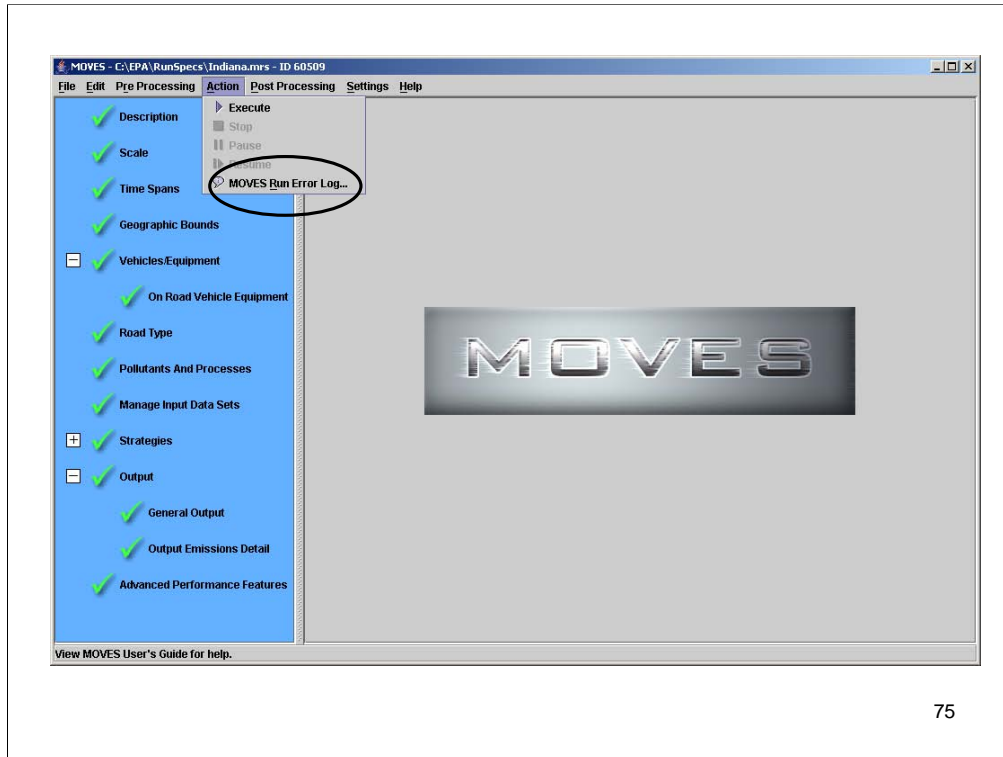 MOVES - C:\EPA\RunSpecs\Indiana.mrs - ID 60509
File Edit Pre Processing Action Post Processing Settings Help
Execute
Stop
Pause
Resume
MOVES Run Error Log...
Description
Scale
Time Spans
Geographic Bounds
Vehicles/Equipment
On Road Vehicle Equipment
Road Type
Pollutants And Processes
Manage Input Data Sets
Strategies
Output
General Output
Output Emissions Detail
Advanced Performance Features
MOVES
View MOVES User's Guide for help.
75